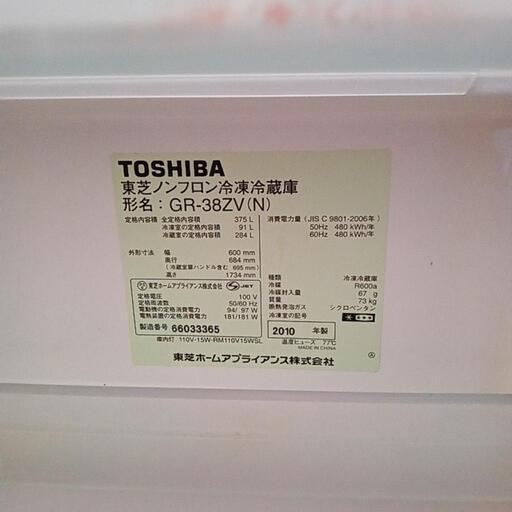 TOSHIBA
東芝ノンフロン冷凍冷蔵庫
形名：GR-38ZV(N)
定格内容積 全定格内容積 375 L
冷凍室の内容積 91 L
冷蔵室の内容積 284 L
外形寸法 幅 600 mm
奥行 684 mm
(冷蔵室扉ハンドル含む 695 mm)
高さ 1734 mm
東芝ホームアプライアンス株式会社 JET
定格電圧 100 V
定格周波数 50/60 Hz
電動機の定格消費電力 94/ 97 W
電熱装置の定格消費電力 181/181 W
製造番号 66033365
消費電力量 (JIS C 9801-2006年)
50Hz 480 kWh/年
60Hz 480 kWh/年
種類 冷凍冷蔵庫
冷媒 R600a
冷媒封入量 67 g
質量 73 kg
断熱発泡ガス シクロペンタン
冷凍室の記号
2010 年製
庫内灯 110V-15W-RM110V15WSL
温度ヒューズ 77℃
MADE IN CHINA
東芝ホームアプライアンス株式会社
Ⓐ